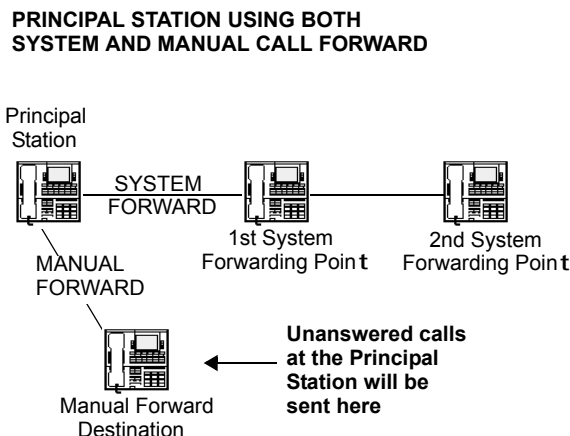 PRINCIPAL STATION USING BOTH
SYSTEM AND MANUAL CALL FORWARD
Principal
Station
SYSTEM
FORWARD
1st System
Forwarding Point
2nd System
Forwarding Point
MANUAL
FORWARD
Unanswered calls
at the Principal
Station will be
sent here
Manual Forward
Destination